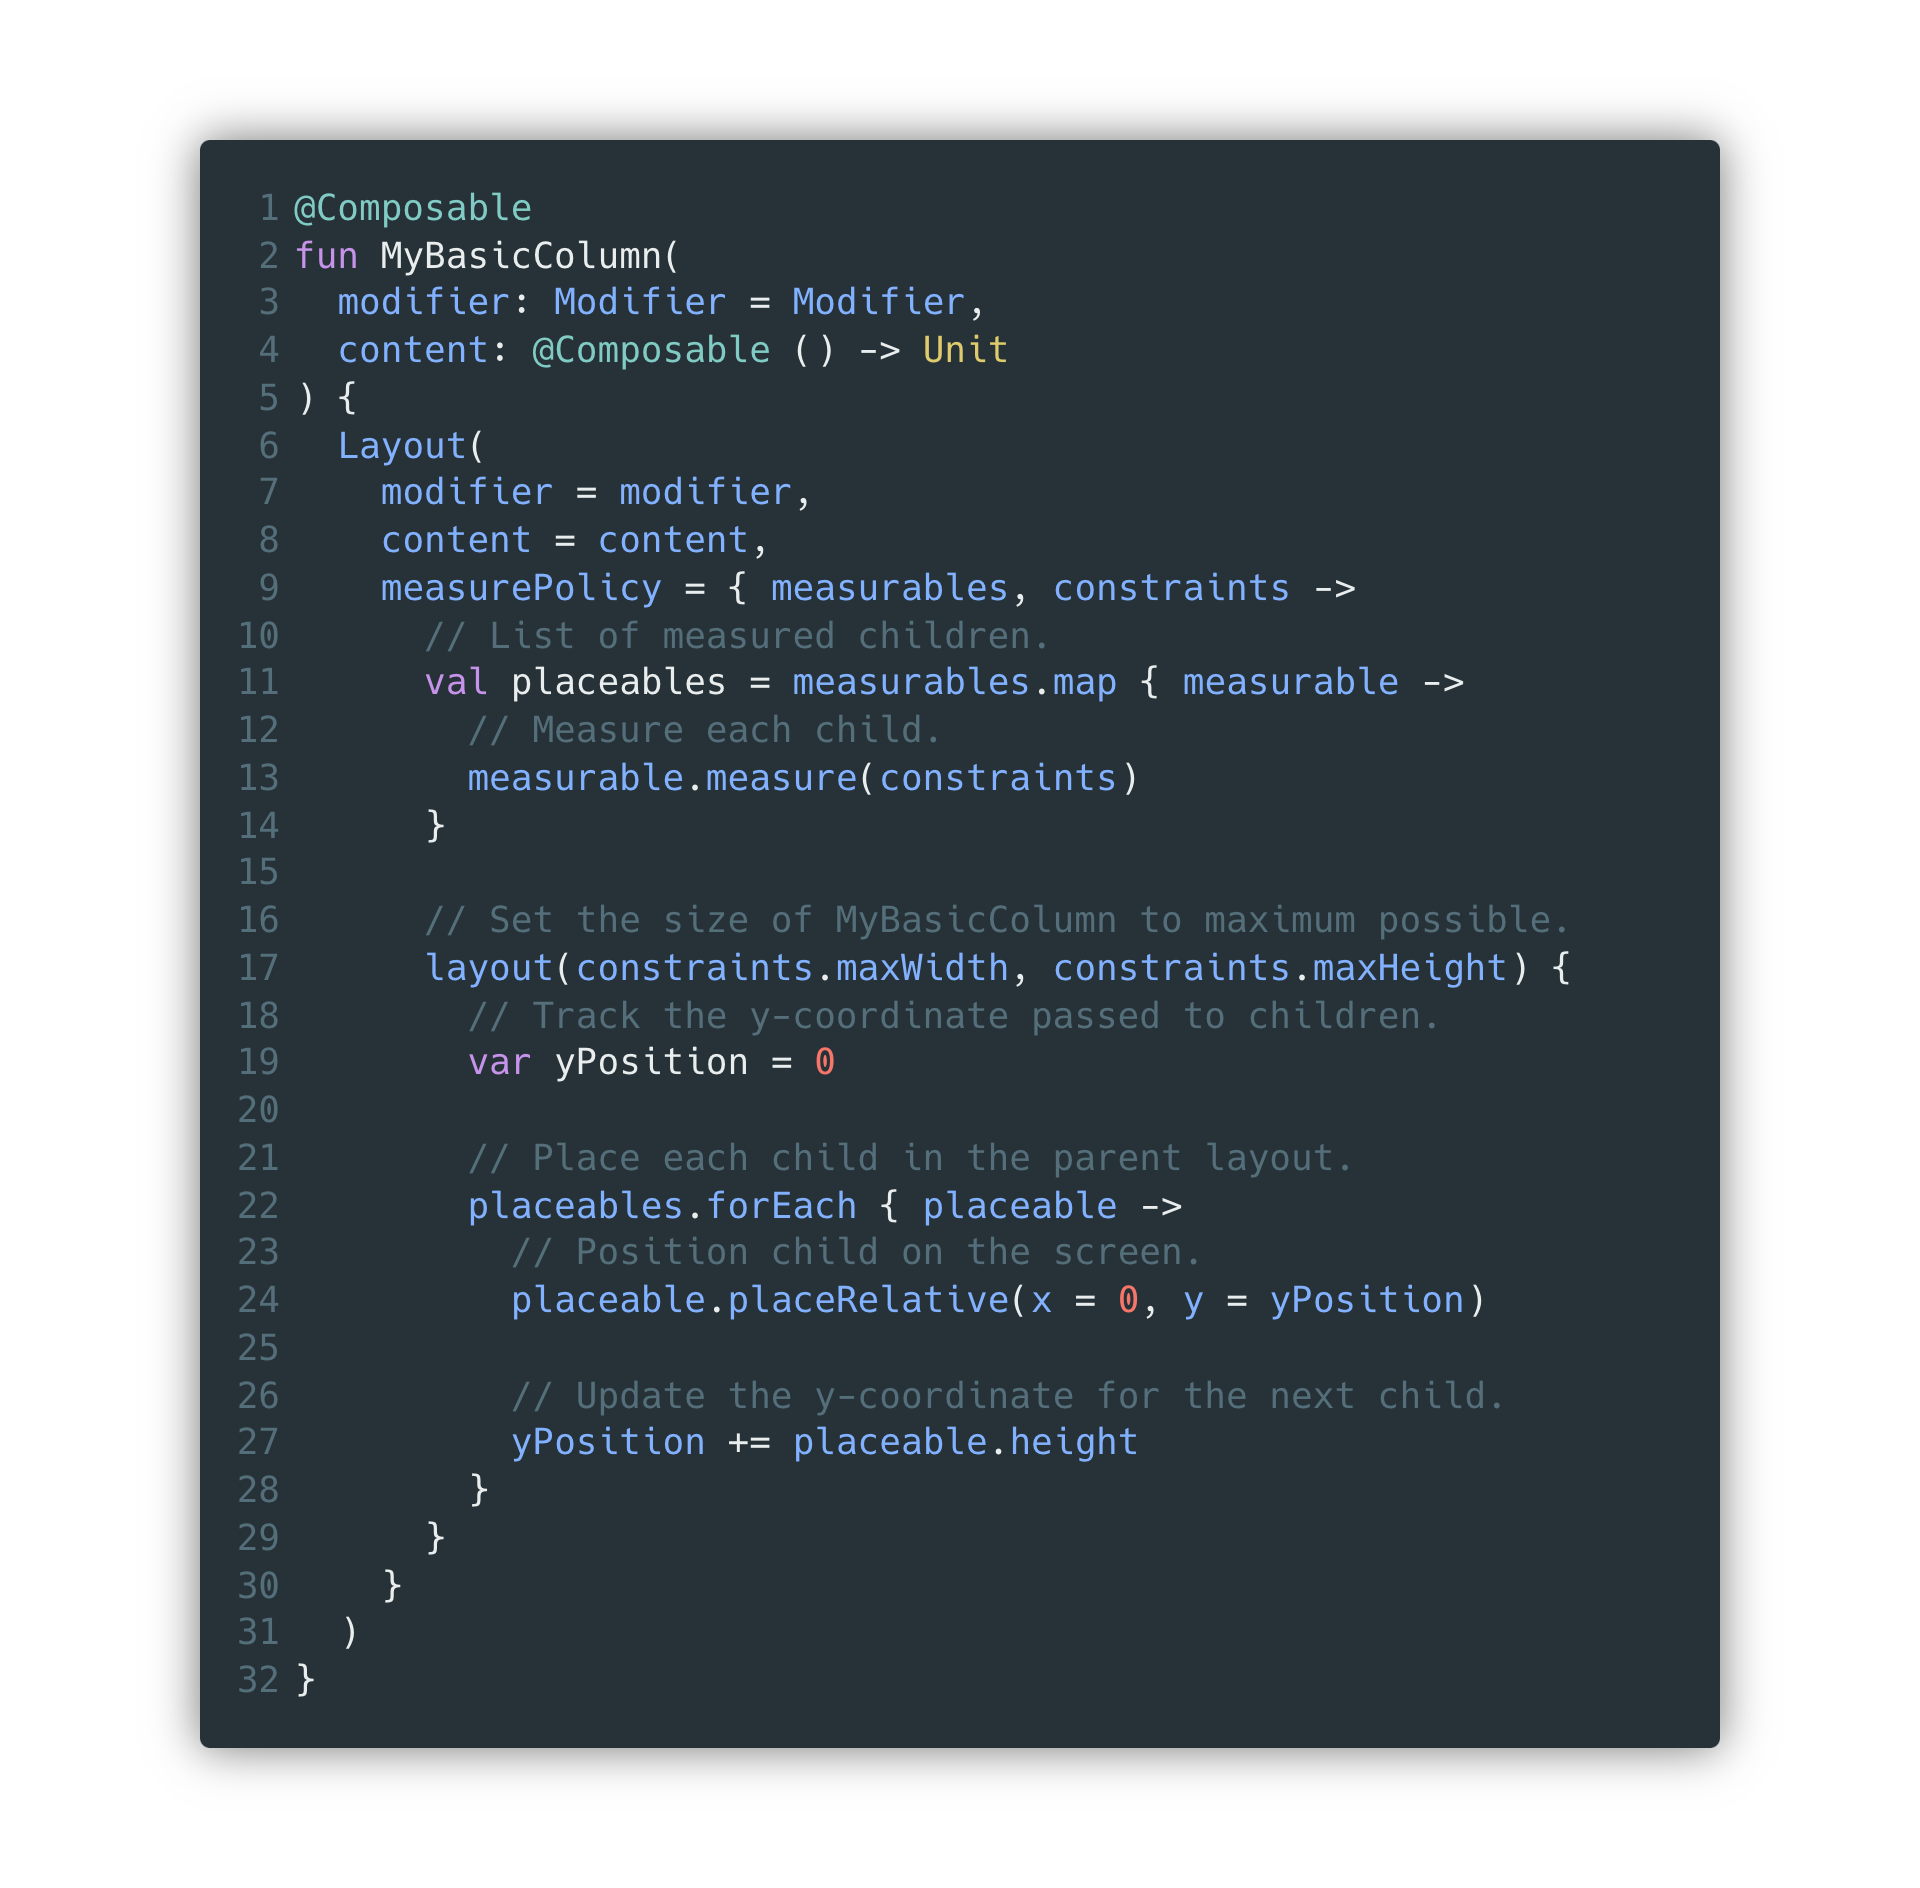 1 @Composable
2 fun MyBasicColumn(
3   modifier: Modifier = Modifier,
4   content: @Composable () -> Unit
5 ) {
6   Layout(
7     modifier = modifier,
8     content = content,
9     measurePolicy = { measurables, constraints ->
10       // List of measured children.
11       val placeables = measurables.map { measurable ->
12         // Measure each child.
13         measurable.measure(constraints)
14       }
15
16       // Set the size of MyBasicColumn to maximum possible.
17       layout(constraints.maxWidth, constraints.maxHeight) {
18         // Track the y-coordinate passed to children.
19         var yPosition = 0
20
21         // Place each child in the parent layout.
22         placeables.forEach { placeable ->
23           // Position child on the screen.
24           placeable.placeRelative(x = 0, y = yPosition)
25
26           // Update the y-coordinate for the next child.
27           yPosition += placeable.height
28         }
29       }
30     }
31   )
32 }